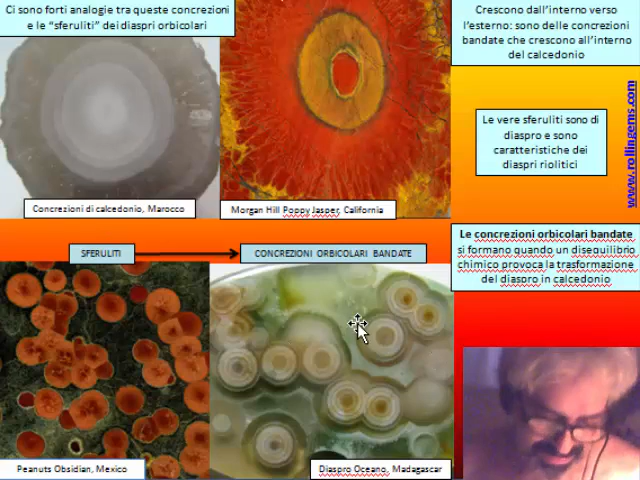 Ci sono forti analogie tra queste concrezioni
e le "sferuliti" dei diaspri orbicolari
Crescono dall'interno verso
l'esterno: sono delle concrezioni
bandate che crescono all'interno
del calcedonio
www.rollingems.com
Le vere sferuliti sono di
diaspro e sono
caratteristiche dei
diaspri riolitici
Concrezioni di calcedonio, Marocco
Morgan Hill Poppy Jasper, California
Le concrezioni orbicolari bandate
si formano quando un disequilibrio
chimico provoca la trasformazione
del diaspro in calcedonio
SFERULITI
CONCREZIONI ORBICOLARI BANDATE
Peanuts Obsidian, Mexico
Diaspro Oceano, Madagascar